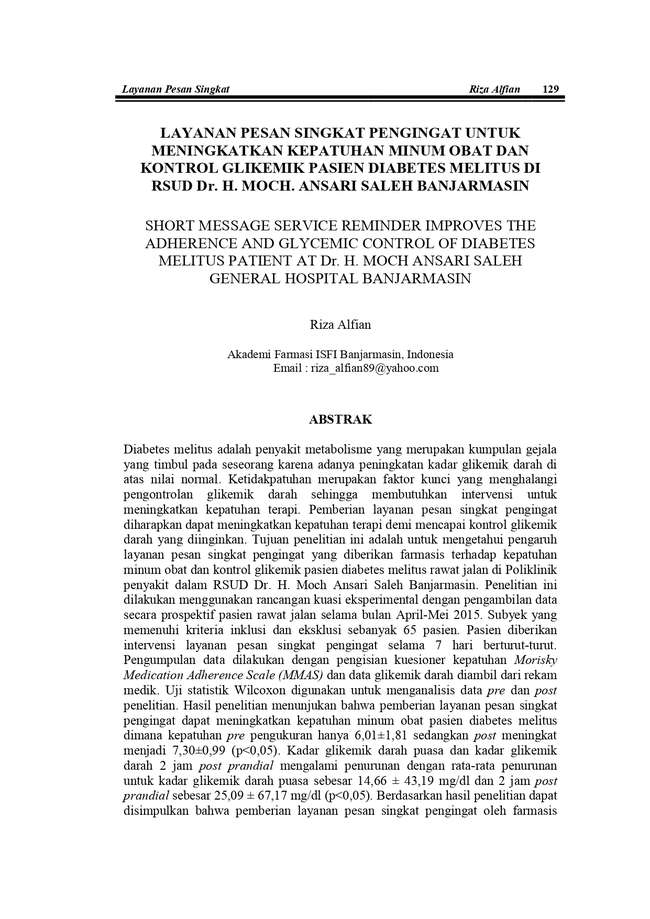 Layanan Pesan Singkat Riza Alfian 129
LAYANAN PESAN SINGKAT PENGINGAT UNTUK
MENINGKATKAN KEPATUHAN MINUM OBAT DAN
KONTROL GLIKEMIK PASIEN DIABETES MELITUS DI
RSUD Dr. H. MOCH. ANSARI SALEH BANJARMASIN
SHORT MESSAGE SERVICE REMINDER IMPROVES THE
ADHERENCE AND GLYCEMIC CONTROL OF DIABETES
MELITUS PATIENT AT Dr. H. MOCH ANSARI SALEH
GENERAL HOSPITAL BANJARMASIN
Riza Alfian
Akademi Farmasi ISFI Banjarmasin, Indonesia
Email : riza_alfian89@yahoo.com
ABSTRAK
Diabetes melitus adalah penyakit metabolisme yang merupakan kumpulan gejala
yang timbul pada seseorang karena adanya peningkatan kadar glikemik darah di
atas nilai normal. Ketidakpatuhan merupakan faktor kunci yang menghalangi
pengontrolan glikemik darah sehingga membutuhkan intervensi untuk
meningkatkan kepatuhan terapi. Pemberian layanan pesan singkat pengingat
diharapkan dapat meningkatkan kepatuhan terapi demi mencapai kontrol glikemik
darah yang diinginkan. Tujuan penelitian ini adalah untuk mengetahui pengaruh
layanan pesan singkat pengingat yang diberikan farmasis terhadap kepatuhan
minum obat dan kontrol glikemik pasien diabetes melitus rawat jalan di Poliklinik
penyakit dalam RSUD Dr. H. Moch Ansari Saleh Banjarmasin. Penelitian ini
dilakukan menggunakan rancangan kuasi eksperimental dengan pengambilan data
secara prospektif pasien rawat jalan selama bulan April-Mei 2015. Subyek yang
memenuhi kriteria inklusi dan eksklusi sebanyak 65 pasien. Pasien diberikan
intervensi layanan pesan singkat pengingat selama 7 hari berturut-turut.
Pengumpulan data dilakukan dengan pengisian kuesioner kepatuhan Morisky
Medication Adherence Scale (MMAS) dan data glikemik darah diambil dari rekam
medik. Uji statistik Wilcoxon digunakan untuk menganalisis data pre dan post
penelitian. Hasil penelitian menunjukan bahwa pemberian layanan pesan singkat
pengingat dapat meningkatkan kepatuhan minum obat pasien diabetes melitus
dimana kepatuhan pre pengukuran hanya 6,01±1,81 sedangkan post meningkat
menjadi 7,30±0,99 (p<0,05). Kadar glikemik darah puasa dan kadar glikemik
darah 2 jam post prandial mengalami penurunan dengan rata-rata penurunan
untuk kadar glikemik darah puasa sebesar 14,66 ± 43,19 mg/dl dan 2 jam post
prandial sebesar 25,09 ± 67,17 mg/dl (p<0,05). Berdasarkan hasil penelitian dapat
disimpulkan bahwa pemberian layanan pesan singkat pengingat oleh farmasis